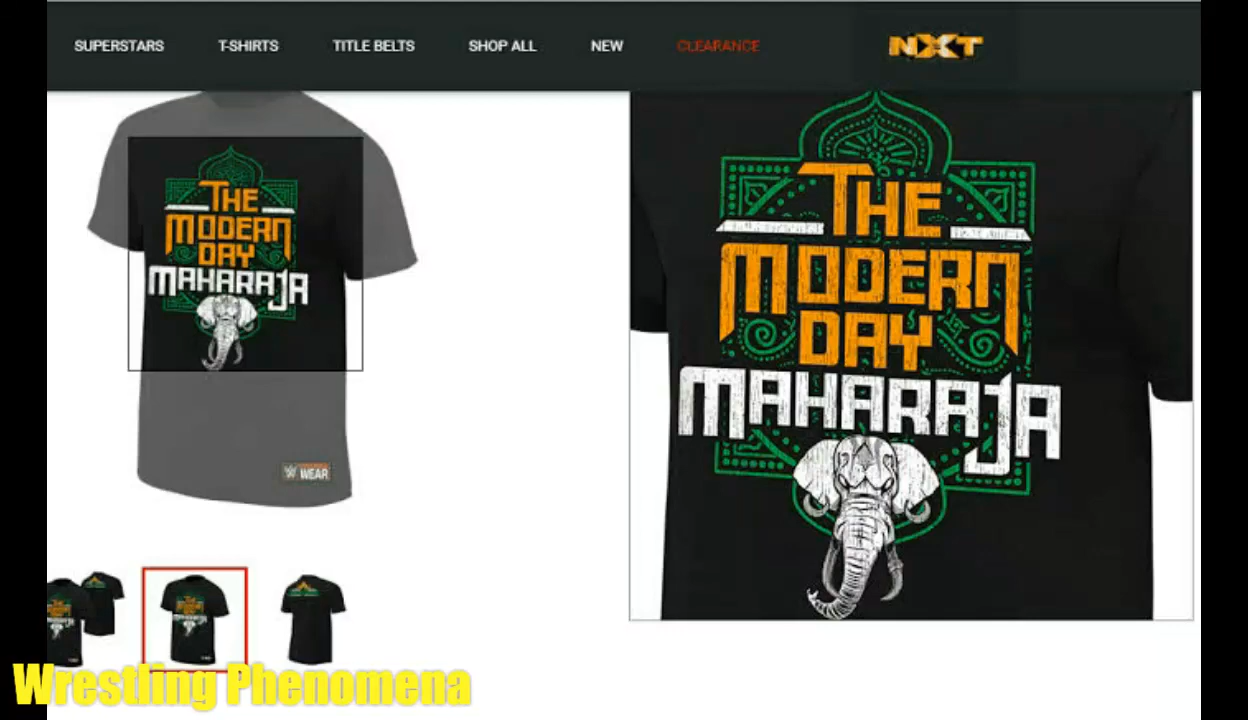 SUPERSTARS T-SHIRTS TITLE BELTS SHOP ALL NEW CLEARANCE NXT
THE
MODERN
DAY
MAHARAJA
W WEAR
THE
MODERN
DAY
MAHARAJA
Wrestling Phenomena